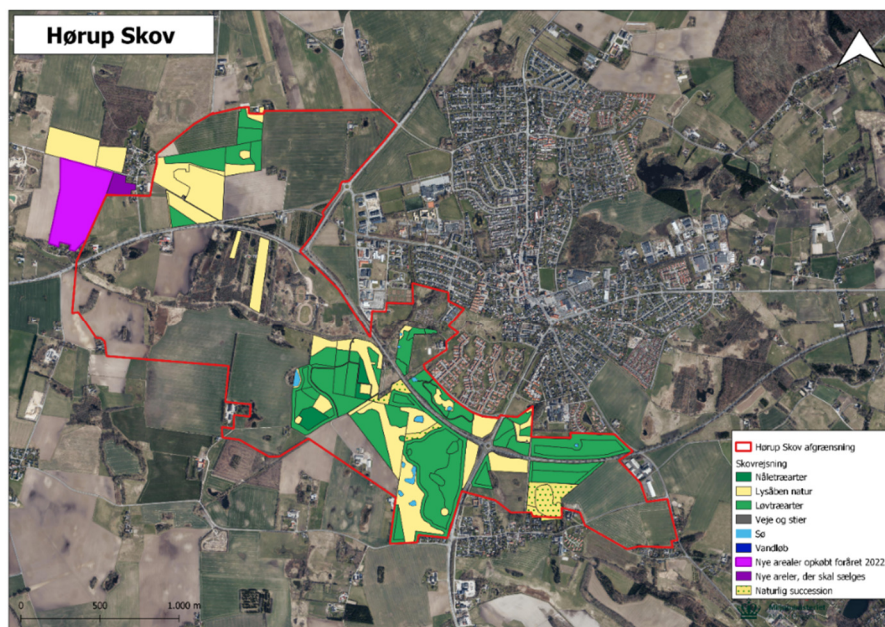 Hørup Skov
Hørup Skov afgrænsning
Skovrejsning
Nåletræarter
Lysåben natur
Løvtræarter
Veje og stier
Sø
Vandløb
Nye arealer opkøbt foråret 2022
Nye areler, der skal sælges
Naturlig succession
0 500 1.000 m